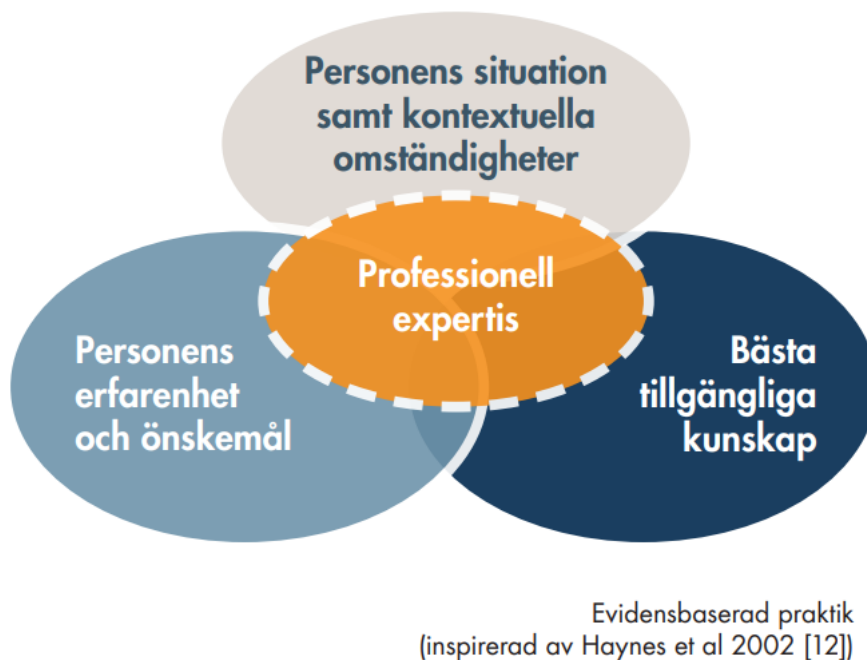 Personens situation
samt kontextuella
omständigheter
Professionell
expertis
Personens
erfarenhet
och önskemål
Bästa
tillgängliga
kunskap
Evidensbaserad praktik
(inspirerad av Haynes et al 2002 [12])